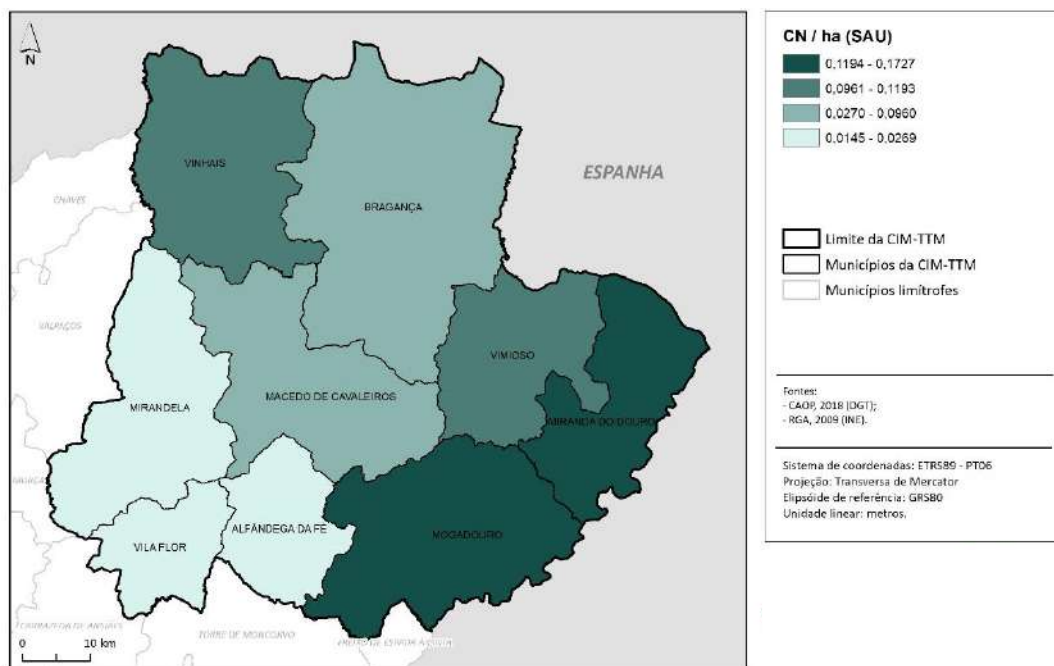 N
VINHAIS
ESPANHA
CHAVES
BRAGANÇA
VALPAÇOS
VIMIOSO
MIRANDELA
MACEDO DE CAVALEIROS
MIRANDA DO DOURO
ALFÂNDEGA DA FÉ
MOGADOURO
VILA FLOR
TORRE DE MONCORVO
0 10 km
CN / ha (SAU)
0,1194 - 0,1727
0,0961 - 0,1193
0,0270 - 0,0960
0,0145 - 0,0269
Limite da CIM-TTM
Municípios da CIM-TTM
Municípios limítrofes
Fontes:
- CAOP, 2018 (DGT);
- RGA, 2009 (INE).
Sistema de coordenadas: ETRS89 - PT06
Projeção: Transversa de Mercator
Elipsóide de referência: GRS80
Unidade linear: metros.